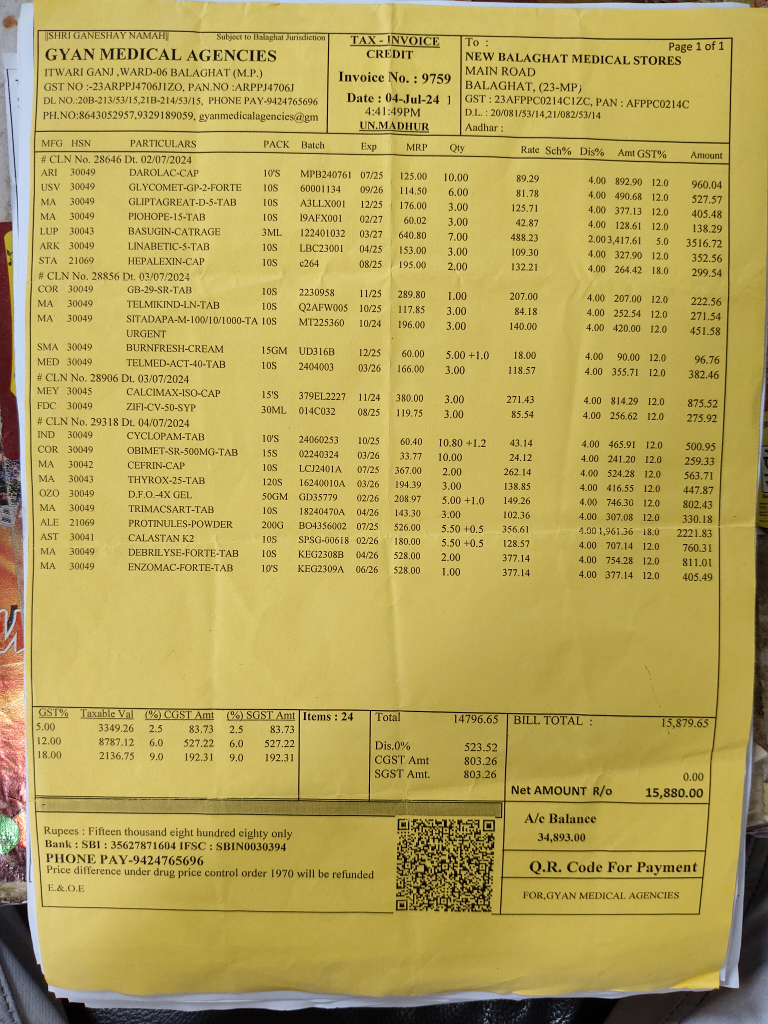 ||SHRI GANESHAY NAMAH|| Subject to Balaghat Jurisdiction
GYAN MEDICAL AGENCIES
ITWARI GANJ ,WARD-06 BALAGHAT (M.P.)
GST NO :-23ARPPJ4706J1ZO, PAN.NO :ARPPJ4706J
DL NO.:20B-213/53/15,21B-214/53/15, PHONE PAY-9424765696
PH.NO:8643052957,9329189059, gyanmedicalagencies@gm
TAX - INVOICE
CREDIT
Invoice No. : 9759
Date : 04-Jul-24 1
4:41:49PM
UN.MADHUR
To : Page 1 of 1
NEW BALAGHAT MEDICAL STORES
MAIN ROAD
BALAGHAT, (23-MP)
GST : 23AFPPC0214C1ZC, PAN : AFPPC0214C
D.L. : 20/081/53/14,21/082/53/14
Aadhar :
MFG HSN PARTICULARS PACK Batch Exp MRP Qty Rate Sch% Dis% Amt GST% Amount
# CLN No. 28646 Dt. 02/07/2024
ARI 30049 DAROLAC-CAP 10'S MPB240761 07/25 125.00 10.00 89.29 4.00 892.90 12.0 960.04
USV 30049 GLYCOMET-GP-2-FORTE 10S 60001134 09/26 114.50 6.00 81.78 4.00 490.68 12.0 527.57
MA 30049 GLIPTAGREAT-D-5-TAB 10S A3LLX001 12/25 176.00 3.00 125.71 4.00 377.13 12.0 405.48
MA 30049 PIOHOPE-15-TAB 10S I9AFX001 02/27 60.02 3.00 42.87 4.00 128.61 12.0 138.29
LUP 30043 BASUGIN-CATRAGE 3ML 122401032 03/27 640.80 7.00 488.23 2.00 3,417.61 5.0 3516.72
ARK 30049 LINABETIC-5-TAB 10S LBC23001 04/25 153.00 3.00 109.30 4.00 327.90 12.0 352.56
STA 21069 HEPALEXIN-CAP 10S c264 08/25 195.00 2.00 132.21 4.00 264.42 18.0 299.54
# CLN No. 28856 Dt. 03/07/2024
COR 30049 GB-29-SR-TAB 10S 2230958 11/25 289.80 1.00 207.00 4.00 207.00 12.0 222.56
MA 30049 TELMIKIND-LN-TAB 10S Q2AFW005 10/25 117.85 3.00 84.18 4.00 252.54 12.0 271.54
MA 30049 SITADAPA-M-100/10/1000-TA 10S MT225360 10/24 196.00 3.00 140.00 4.00 420.00 12.0 451.58
URGENT
SMA 30049 BURNFRESH-CREAM 15GM UD316B 12/25 60.00 5.00 +1.0 18.00 4.00 90.00 12.0 96.76
MED 30049 TELMED-ACT-40-TAB 10S 2404003 03/26 166.00 3.00 118.57 4.00 355.71 12.0 382.46
# CLN No. 28906 Dt. 03/07/2024
MEY 30045 CALCIMAX-ISO-CAP 15'S 379EL2227 11/24 380.00 3.00 271.43 4.00 814.29 12.0 875.52
FDC 30049 ZIFI-CV-50-SYP 30ML 014C032 08/25 119.75 3.00 85.54 4.00 256.62 12.0 275.92
# CLN No. 29318 Dt. 04/07/2024
IND 30049 CYCLOPAM-TAB 10'S 24060253 10/25 60.40 10.80 +1.2 43.14 4.00 465.91 12.0 500.95
COR 30049 OBIMET-SR-500MG-TAB 15S 02240324 03/26 33.77 10.00 24.12 4.00 241.20 12.0 259.33
MA 30042 CEFRIN-CAP 10S LCJ2401A 07/25 367.00 2.00 262.14 4.00 524.28 12.0 563.71
MA 30043 THYROX-25-TAB 120S 16240010A 03/26 194.39 3.00 138.85 4.00 416.55 12.0 447.87
OZO 30049 D.F.O.-4X GEL 50GM GD35779 02/26 208.97 5.00 +1.0 149.26 4.00 746.30 12.0 802.43
MA 30049 TRIMACSART-TAB 10S 18240470A 04/26 143.30 3.00 102.36 4.00 307.08 12.0 330.18
ALE 21069 PROTINULES-POWDER 200G BO4356002 07/25 526.00 5.50 +0.5 356.61 4.00 1,961.36 18.0 2221.83
AST 30041 CALASTAN K2 10S SPSG-00618 02/26 180.00 5.50 +0.5 128.57 4.00 707.14 12.0 760.31
MA 30049 DEBRILYSE-FORTE-TAB 10S KEG2308B 04/26 528.00 2.00 377.14 4.00 754.28 12.0 811.01
MA 30049 ENZOMAC-FORTE-TAB 10'S KEG2309A 06/26 528.00 1.00 377.14 4.00 377.14 12.0 405.49
GST% Taxable Val (%) CGST Amt (%) SGST Amt
5.00 3349.26 2.5 83.73 2.5 83.73
12.00 8787.12 6.0 527.22 6.0 527.22
18.00 2136.75 9.0 192.31 9.0 192.31
Items : 24
Total 14796.65
Dis.0% 523.52
CGST Amt 803.26
SGST Amt. 803.26
BILL TOTAL : 15,879.65
0.00
Net AMOUNT R/o 15,880.00
Rupees : Fifteen thousand eight hundred eighty only
Bank : SBI : 35627871604 IFSC : SBIN0030394
PHONE PAY-9424765696
Price difference under drug price control order 1970 will be refunded
E.&.O.E
A/c Balance
34,893.00
Q.R. Code For Payment
FOR,GYAN MEDICAL AGENCIES